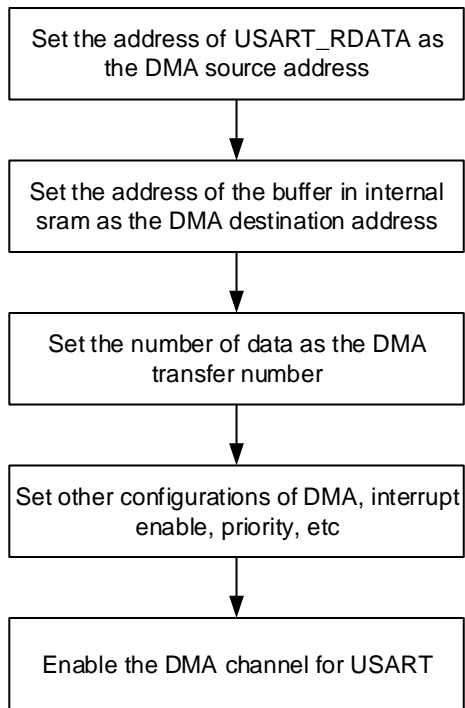 Set the address of USART_RDATA as
the DMA source address
Set the address of the buffer in internal
sram as the DMA destination address
Set the number of data as the DMA
transfer number
Set other configurations of DMA, interrupt
enable, priority, etc
Enable the DMA channel for USART